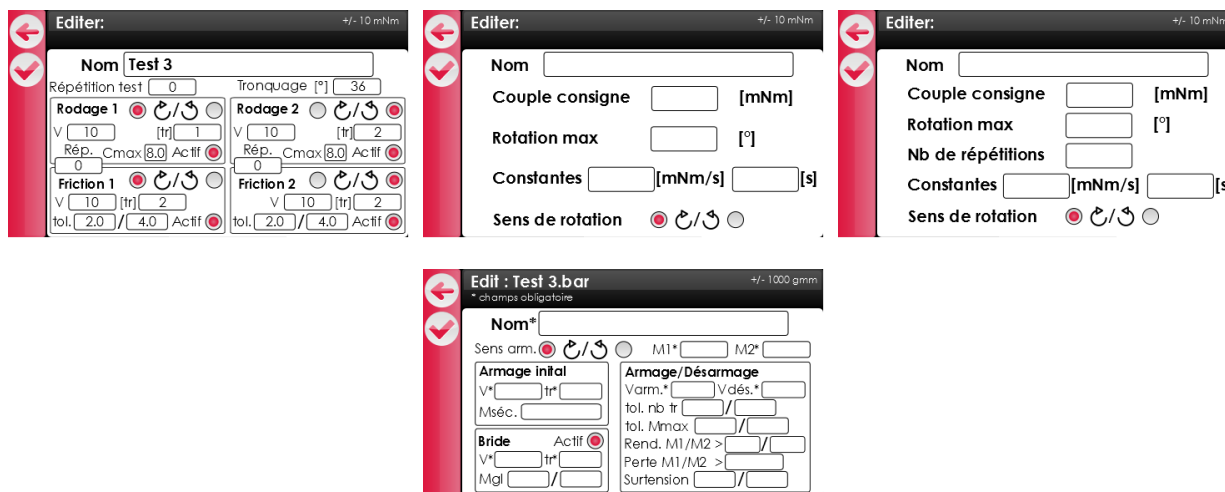 Editer:
+/- 10 mNm
Nom Test 3
Répétition test 0 Tronquage [°] 36
Rodage 1 / Rodage 2 /
V 10 [tr] 1 V 10 [tr] 2
Rép. Cmax 8.0 Actif Rép. Cmax 8.0 Actif
0 0
Friction 1 / Friction 2 /
V 10 [tr] 2 V 10 [tr] 2
tol. 2.0 / 4.0 Actif tol. 2.0 / 4.0 Actif
Editer:
+/- 10 mNm
Nom
Couple consigne [mNm]
Rotation max [°]
Constantes [mNm/s] [s]
Sens de rotation /
Editer:
+/- 10 mNm
Nom
Couple consigne [mNm]
Rotation max [°]
Nb de répétitions
Constantes [mNm/s] [s
Sens de rotation /
Edit : Test 3.bar
+/- 1000 gmm
* champs obligatoire
Nom*
Sens arm. / M1* M2*
Armage inital
V* tr*
Mséc.
Bride Actif
V* tr*
Mgl /
Armage/Désarmage
Varm.* Vdés.*
tol. nb tr /
tol. Mmax /
Rend. M1/M2 > /
Perte M1/M2 >
Surtension /